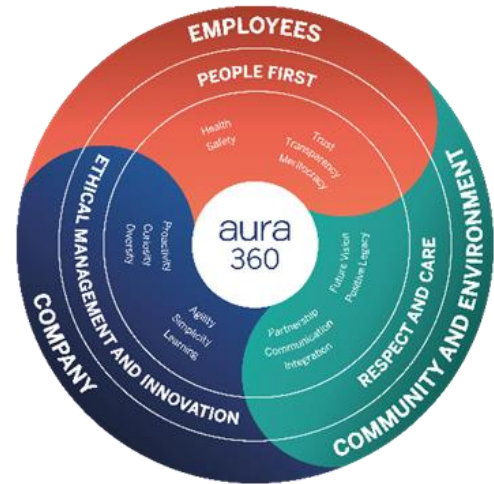 EMPLOYEES
PEOPLE FIRST
Health
Safety
Trust
Transparency
Meritocracy
COMMUNITY AND ENVIRONMENT
RESPECT AND CARE
Future Vision
Positive Legacy
Partnership
Communication
Integration
COMPANY
ETHICAL MANAGEMENT AND INNOVATION
Proactivity
Curiosity
Diversity
Agility
Simplicity
Learning
aura
360